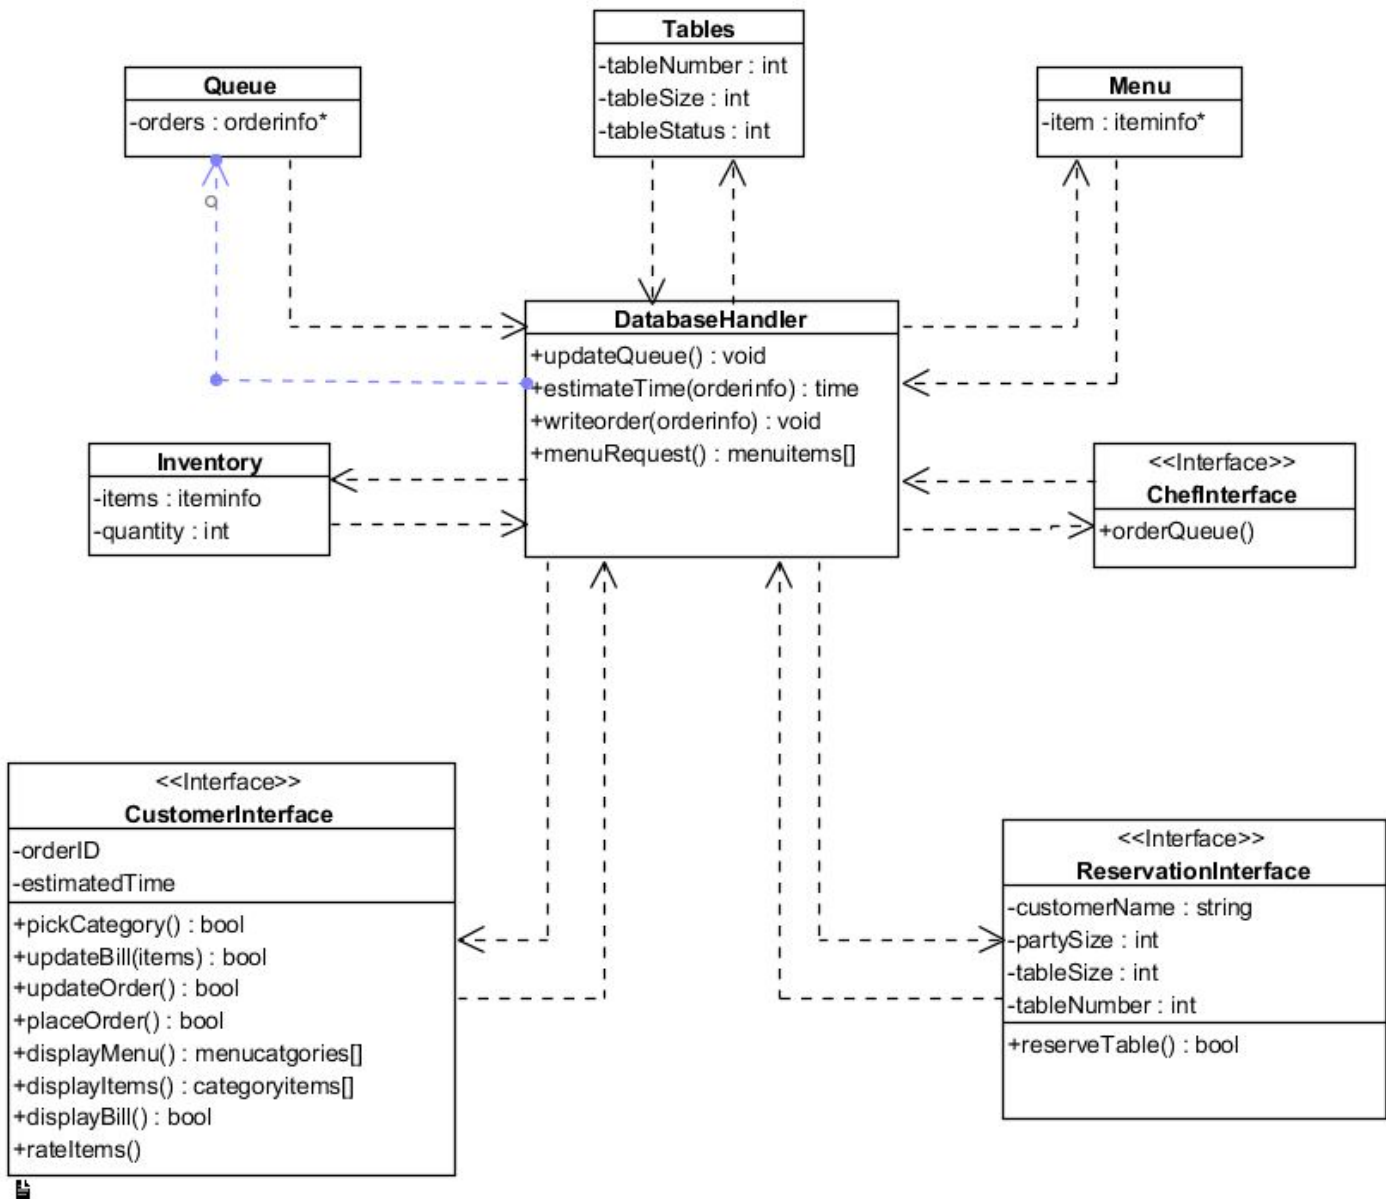 Tables
-tableNumber : int
-tableSize : int
-tableStatus : int
Queue
-orders : orderinfo*
Menu
-item : iteminfo*
DatabaseHandler
+updateQueue() : void
+estimateTime(orderinfo) : time
+writeorder(orderinfo) : void
+menuRequest() : menuitems[]
Inventory
-items : iteminfo
-quantity : int
<<Interface>>
ChefInterface
+orderQueue()
<<Interface>>
CustomerInterface
-orderID
-estimatedTime
+pickCategory() : bool
+updateBill(items) : bool
+updateOrder() : bool
+placeOrder() : bool
+displayMenu() : menucatgories[]
+displayItems() : categoryitems[]
+displayBill() : bool
+rateItems()
<<Interface>>
ReservationInterface
-customerName : string
-partySize : int
-tableSize : int
-tableNumber : int
+reserveTable() : bool